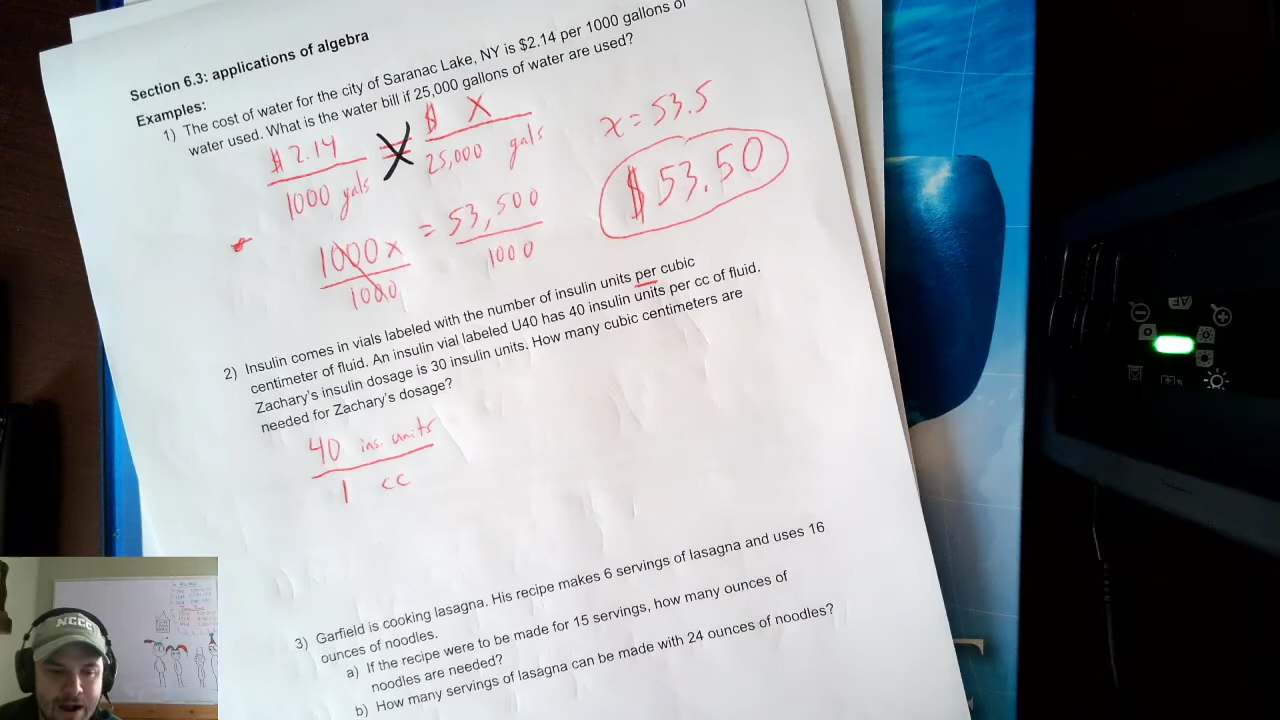 Section 6.3: applications of algebra
Examples:
1) The cost of water for the city of Saranac Lake, NY is $2.14 per 1000 gallons of
water used. What is the water bill if 25,000 gallons of water are used?
$2.14 = $ X
1000 gals 25,000 gals
x = 53.5
$53.50
1000x = 53,500
1000 1000
2) Insulin comes in vials labeled with the number of insulin units per cubic
centimeter of fluid. An insulin vial labeled U40 has 40 insulin units per cc of fluid.
Zachary's insulin dosage is 30 insulin units. How many cubic centimeters are
needed for Zachary's dosage?
40 ins. units
1 cc
3) Garfield is cooking lasagna. His recipe makes 6 servings of lasagna and uses 16
ounces of noodles.
a) If the recipe were to be made for 15 servings, how many ounces of
noodles are needed?
b) How many servings of lasagna can be made with 24 ounces of noodles?
NCCC
AF